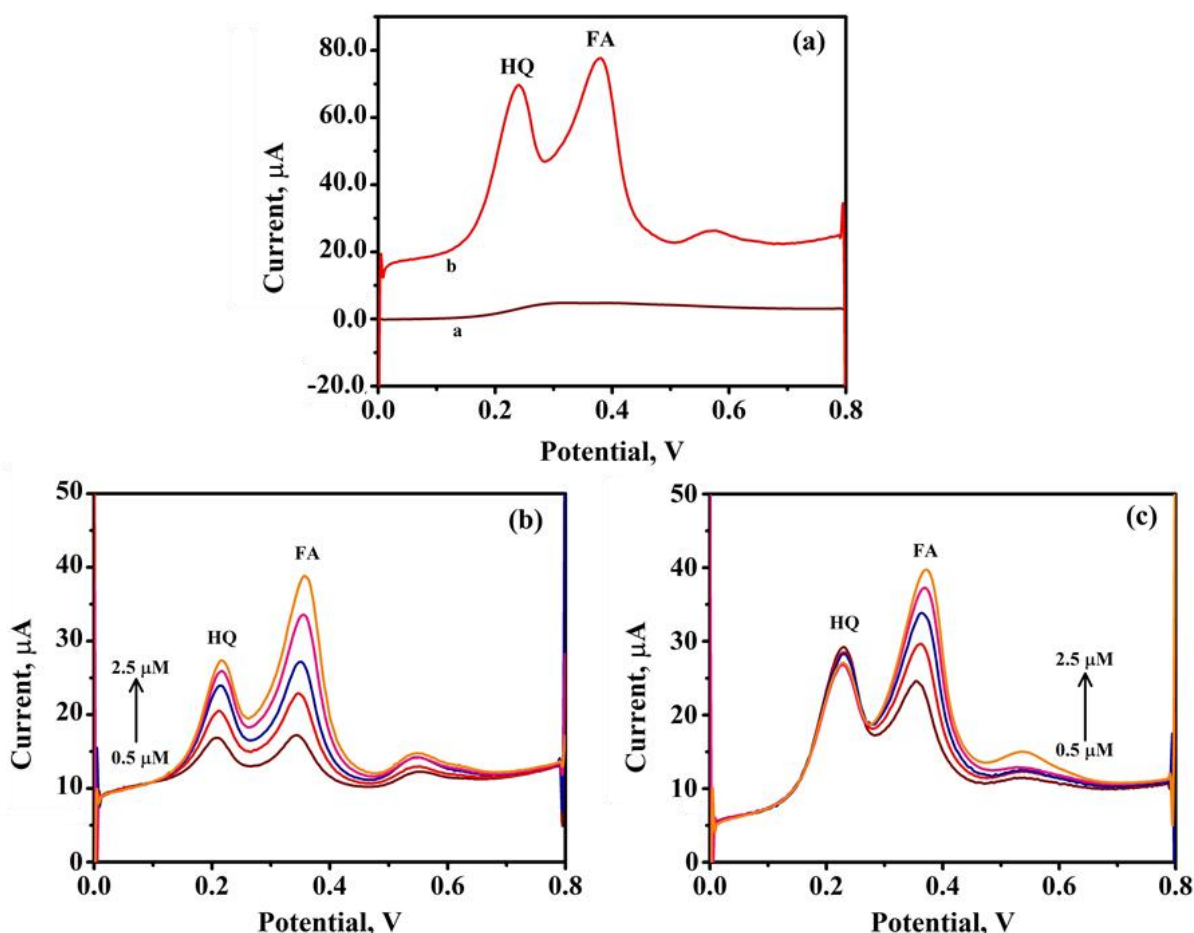 (a)
FA
HQ
80.0
60.0
40.0
20.0
0.0
-20.0
b
a
Current, µA
0.0 0.2 0.4 0.6 0.8
Potential, V
(b)
50
40
30
20
10
0
FA
HQ
2.5 µM
0.5 µM
Current, µA
0.0 0.2 0.4 0.6 0.8
Potential, V
(c)
50
40
30
20
10
0
FA
HQ
2.5 µM
0.5 µM
Current, µA
0.0 0.2 0.4 0.6 0.8
Potential, V